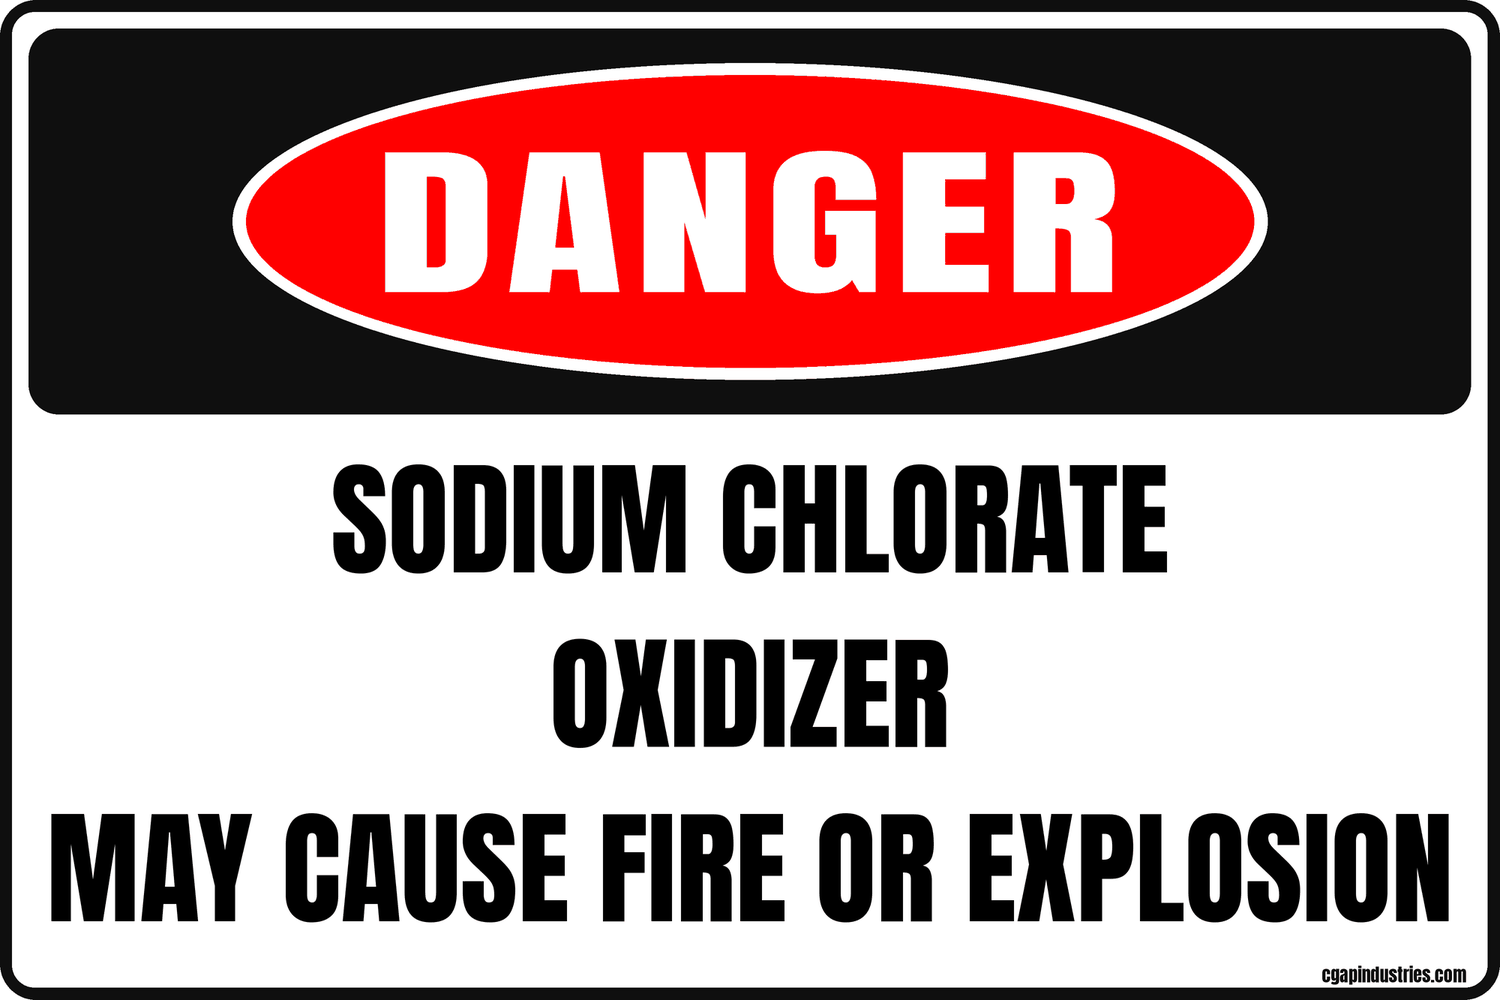 DANGER
SODIUM CHLORATE
OXIDIZER
MAY CAUSE FIRE OR EXPLOSION
cgapindustries.com